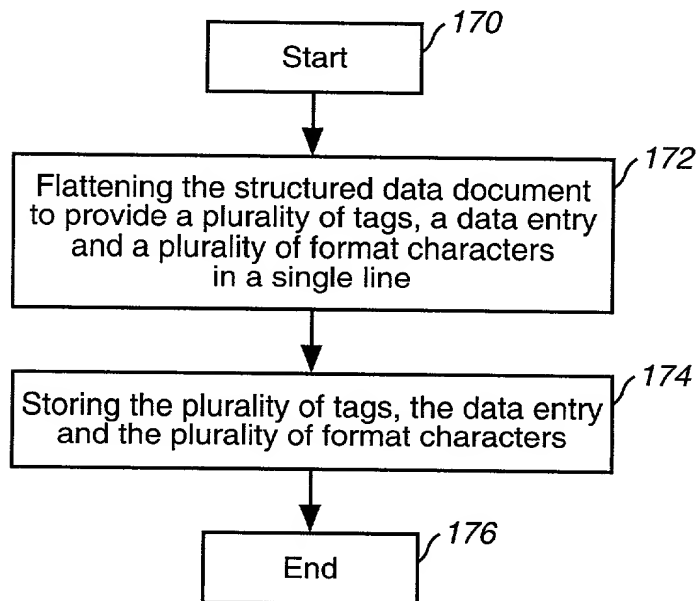 170
Start
172
Flattening the structured data document
to provide a plurality of tags, a data entry
and a plurality of format characters
in a single line
174
Storing the plurality of tags, the data entry
and the plurality of format characters
176
End